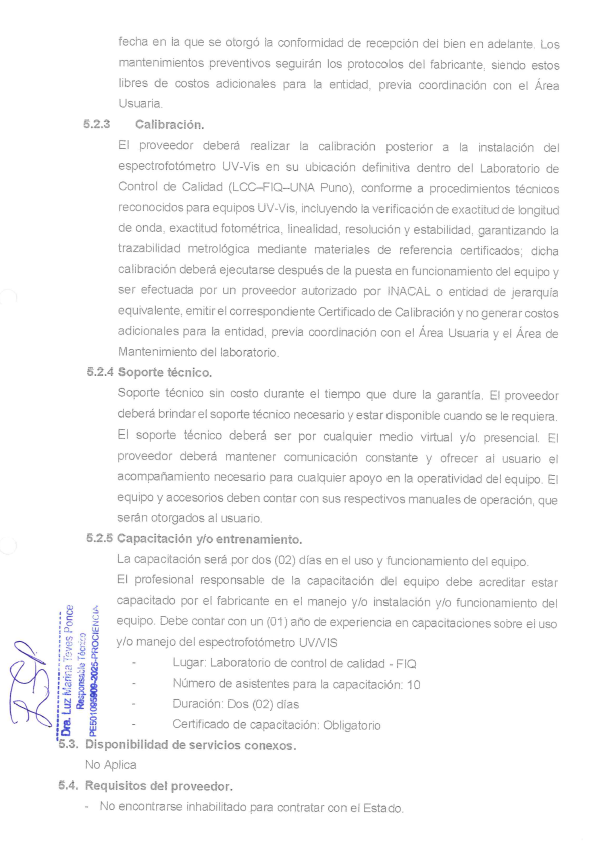 fecha en la que se otorgó la conformidad de recepción del bien en adelante. Los
mantenimientos preventivos seguirán los protocolos del fabricante, siendo estos
libres de costos adicionales para la entidad, previa coordinación con el Área
Usuaria.
5.2.3 Calibración.
El proveedor deberá realizar la calibración posterior a la instalación del
espectrofotómetro UV-Vis en su ubicación definitiva dentro del Laboratorio de
Control de Calidad (LCC–FIQ–UNA Puno), conforme a procedimientos técnicos
reconocidos para equipos UV-Vis, incluyendo la verificación de exactitud de longitud
de onda, exactitud fotométrica, linealidad, resolución y estabilidad, garantizando la
trazabilidad metrológica mediante materiales de referencia certificados; dicha
calibración deberá ejecutarse después de la puesta en funcionamiento del equipo y
ser efectuada por un proveedor autorizado por INACAL o entidad de jerarquía
equivalente, emitir el correspondiente Certificado de Calibración y no generar costos
adicionales para la entidad, previa coordinación con el Área Usuaria y el Área de
Mantenimiento del laboratorio.
5.2.4 Soporte técnico.
Soporte técnico sin costo durante el tiempo que dure la garantía. El proveedor
deberá brindar el soporte técnico necesario y estar disponible cuando se le requiera.
El soporte técnico deberá ser por cualquier medio virtual y/o presencial. El
proveedor deberá mantener comunicación constante y ofrecer al usuario el
acompañamiento necesario para cualquier apoyo en la operatividad del equipo. El
equipo y accesorios deben contar con sus respectivos manuales de operación, que
serán otorgados al usuario.
5.2.5 Capacitación y/o entrenamiento.
La capacitación será por dos (02) días en el uso y funcionamiento del equipo.
El profesional responsable de la capacitación del equipo debe acreditar estar
capacitado por el fabricante en el manejo y/o instalación y/o funcionamiento del
equipo. Debe contar con un (01) año de experiencia en capacitaciones sobre el uso
y/o manejo del espectrofotómetro UV/VIS
- Lugar: Laboratorio de control de calidad - FIQ
- Número de asistentes para la capacitación: 10
- Duración: Dos (02) días
- Certificado de capacitación: Obligatorio
5.3. Disponibilidad de servicios conexos.
No Aplica
5.4. Requisitos del proveedor.
- No encontrarse inhabilitado para contratar con el Estado.
Dra. Luz Marina Teves Ponce
Responsable Técnico
-2025-PROCIENCIA